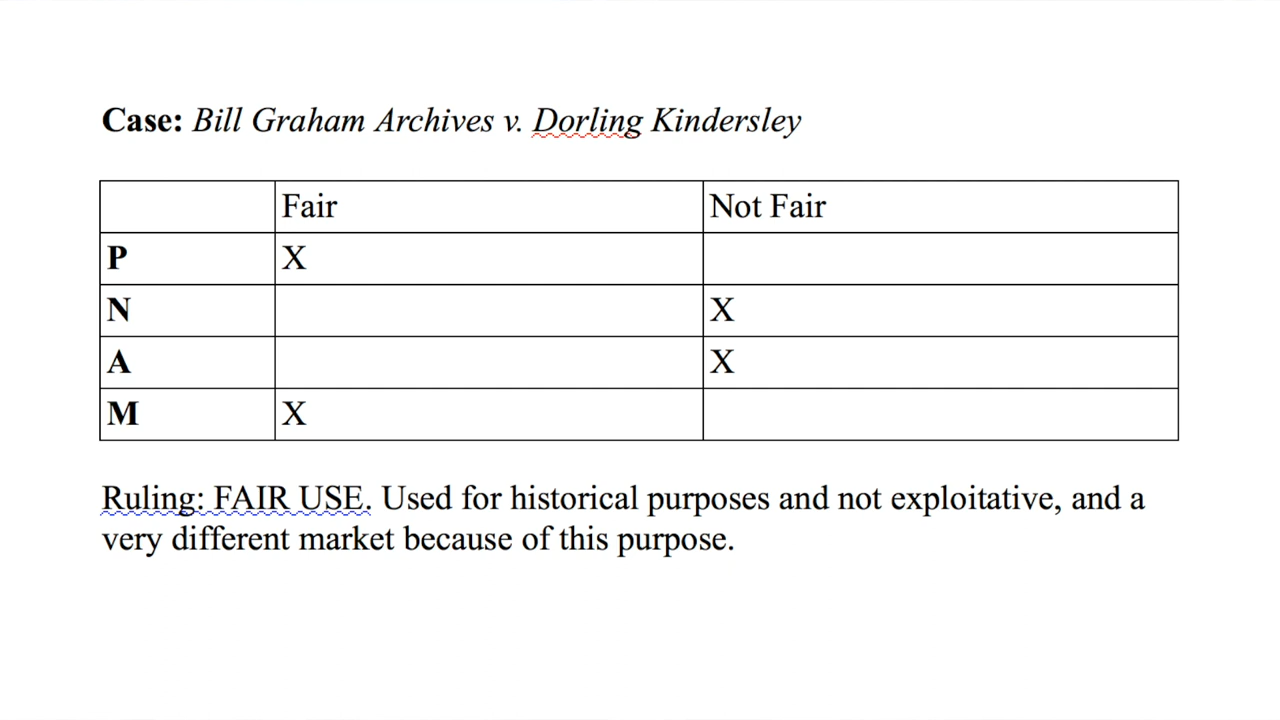 Case: Bill Graham Archives v. Dorling Kindersley
Fair Not Fair
P X
N X
A X
M X
Ruling: FAIR USE. Used for historical purposes and not exploitative, and a
very different market because of this purpose.